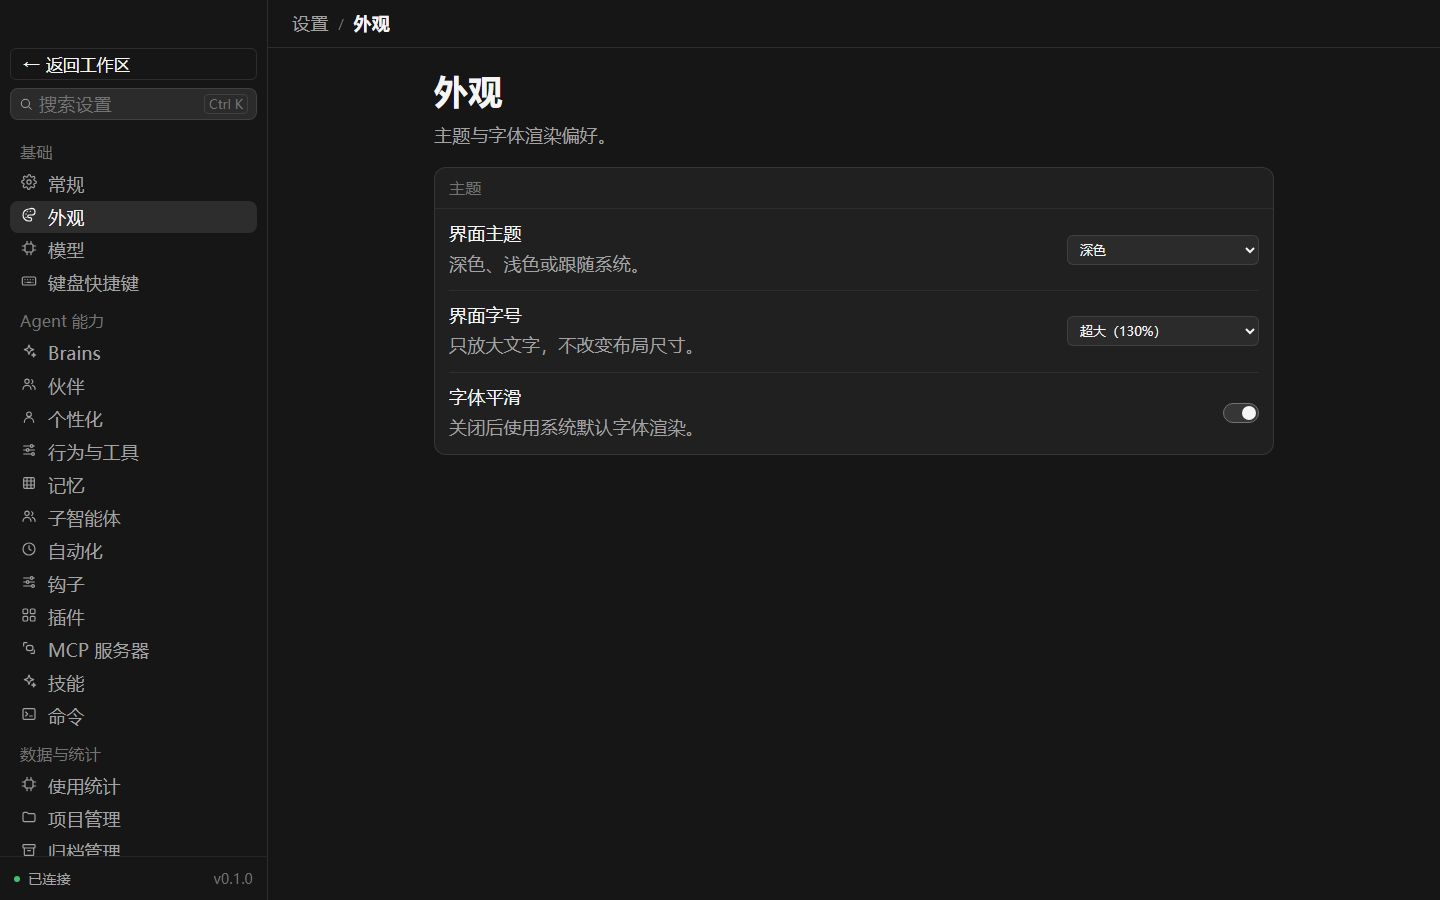 ← 返回工作区
搜索设置 Ctrl K
基础
常规
外观
模型
键盘快捷键
Agent 能力
Brains
伙伴
个性化
行为与工具
记忆
子智能体
自动化
钩子
插件
MCP 服务器
技能
命令
数据与统计
使用统计
项目管理
归档管理
已连接 v0.1.0
设置 / 外观
外观
主题与字体渲染偏好。
主题
界面主题
深色、浅色或跟随系统。
深色
界面字号
只放大文字，不改变布局尺寸。
超大（130%）
字体平滑
关闭后使用系统默认字体渲染。